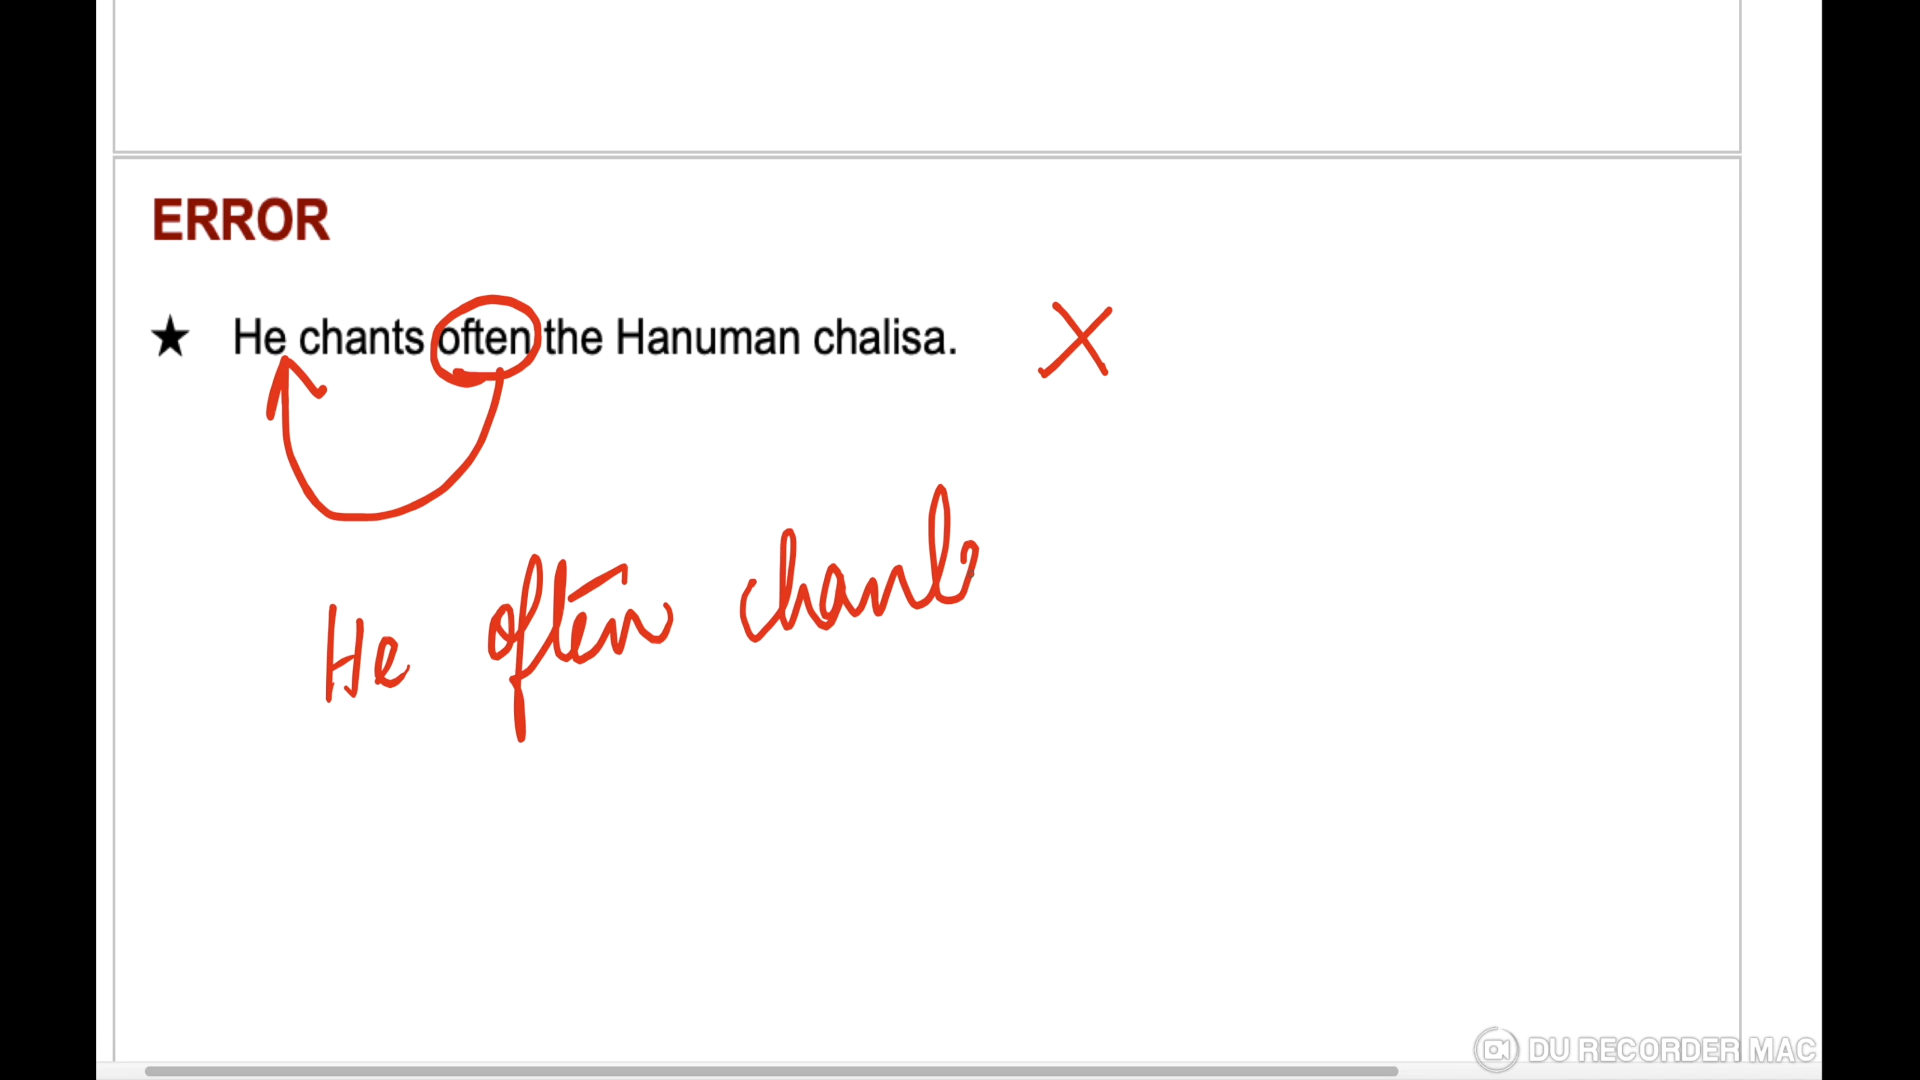 ERROR
★ He chants often the Hanuman chalisa.
He often chants
DU RECORDER MAC